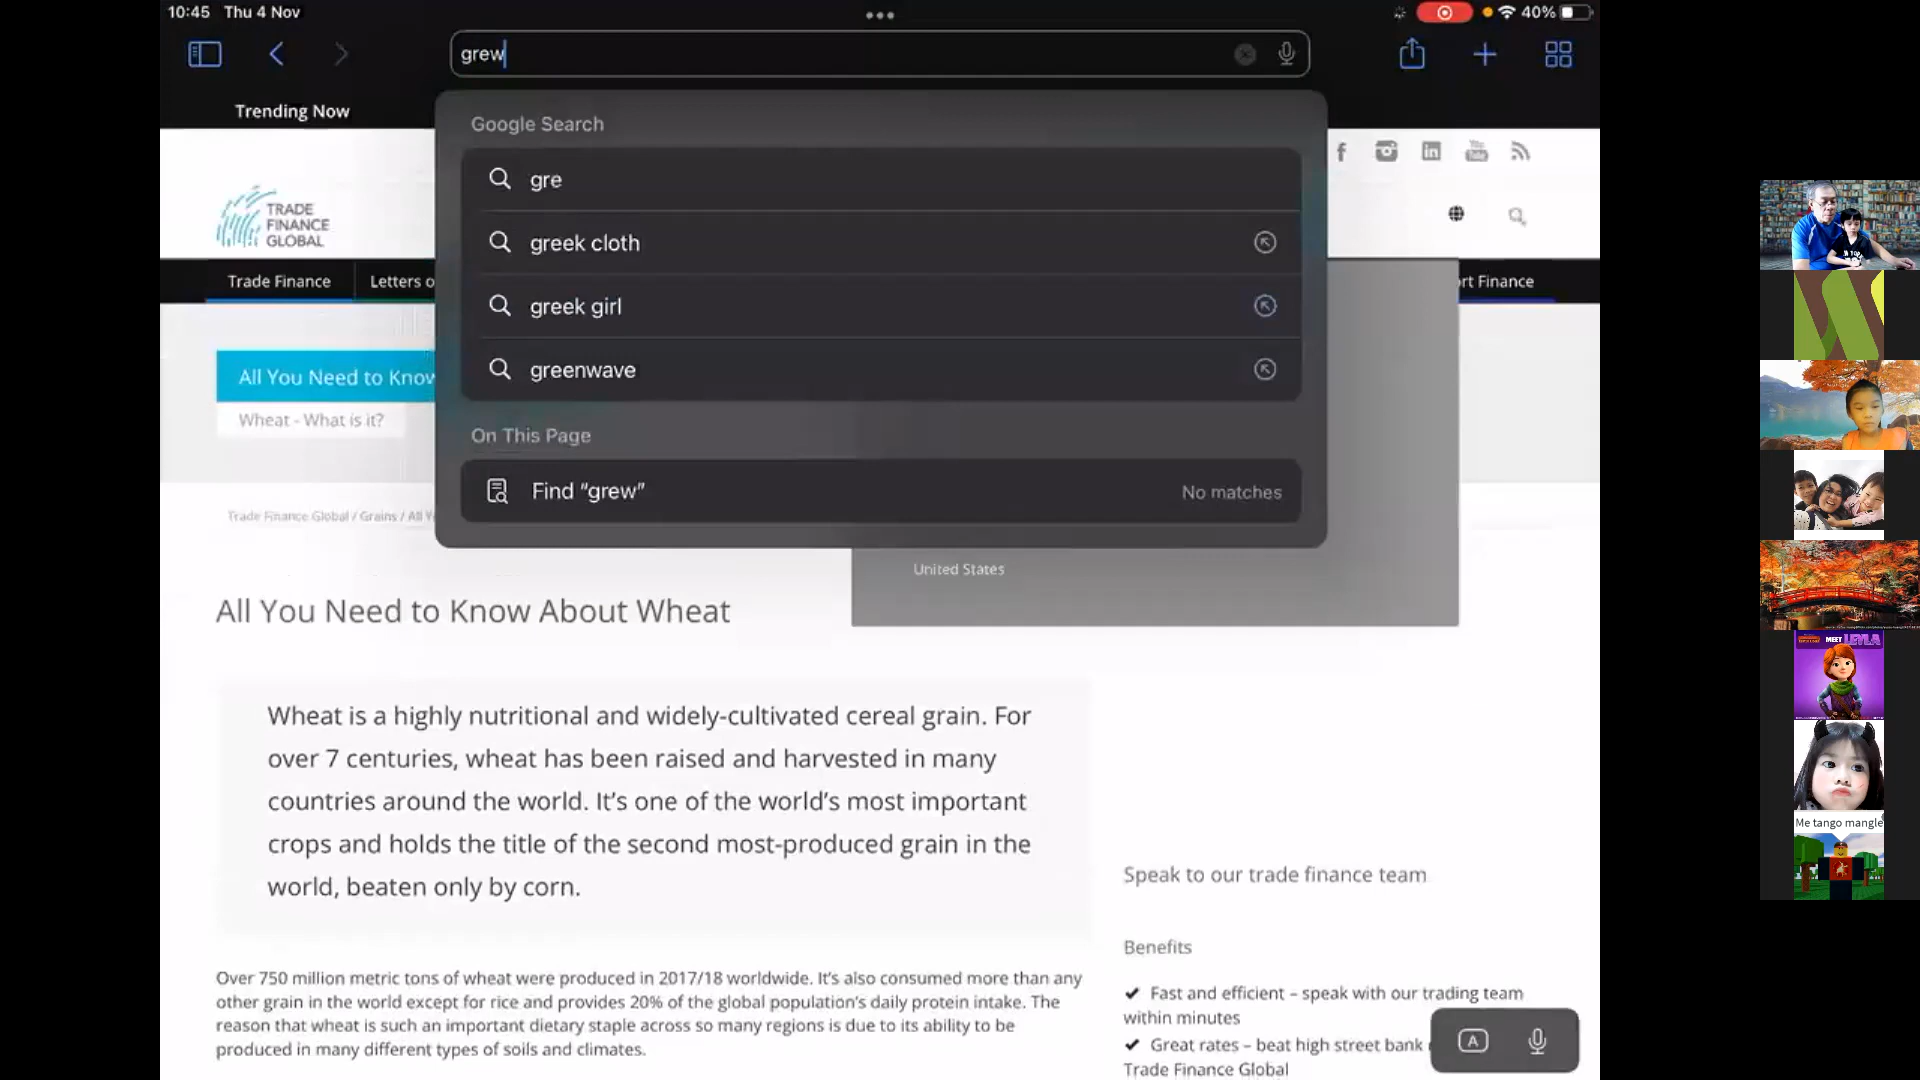 10:45 Thu 4 Nov
40%
grew
Trending Now
Google Search
gre
greek cloth
greek girl
greenwave
On This Page
Find “grew”
No matches
TRADE
FINANCE
GLOBAL
Trade Finance
Letters o
rt Finance
All You Need to Know
Wheat - What is it?
Trade Finance Global / Grains / All Y
United States
All You Need to Know About Wheat
Wheat is a highly nutritional and widely-cultivated cereal grain. For
over 7 centuries, wheat has been raised and harvested in many
countries around the world. It’s one of the world’s most important
crops and holds the title of the second most-produced grain in the
world, beaten only by corn.
Over 750 million metric tons of wheat were produced in 2017/18 worldwide. It’s also consumed more than any
other grain in the world except for rice and provides 20% of the global population’s daily protein intake. The
reason that wheat is such an important dietary staple across so many regions is due to its ability to be
produced in many different types of soils and climates.
Speak to our trade finance team
Benefits
Fast and efficient – speak with our trading team
within minutes
Great rates – beat high street bank
Trade Finance Global
A
MEET LEYLA
Me tango mangle